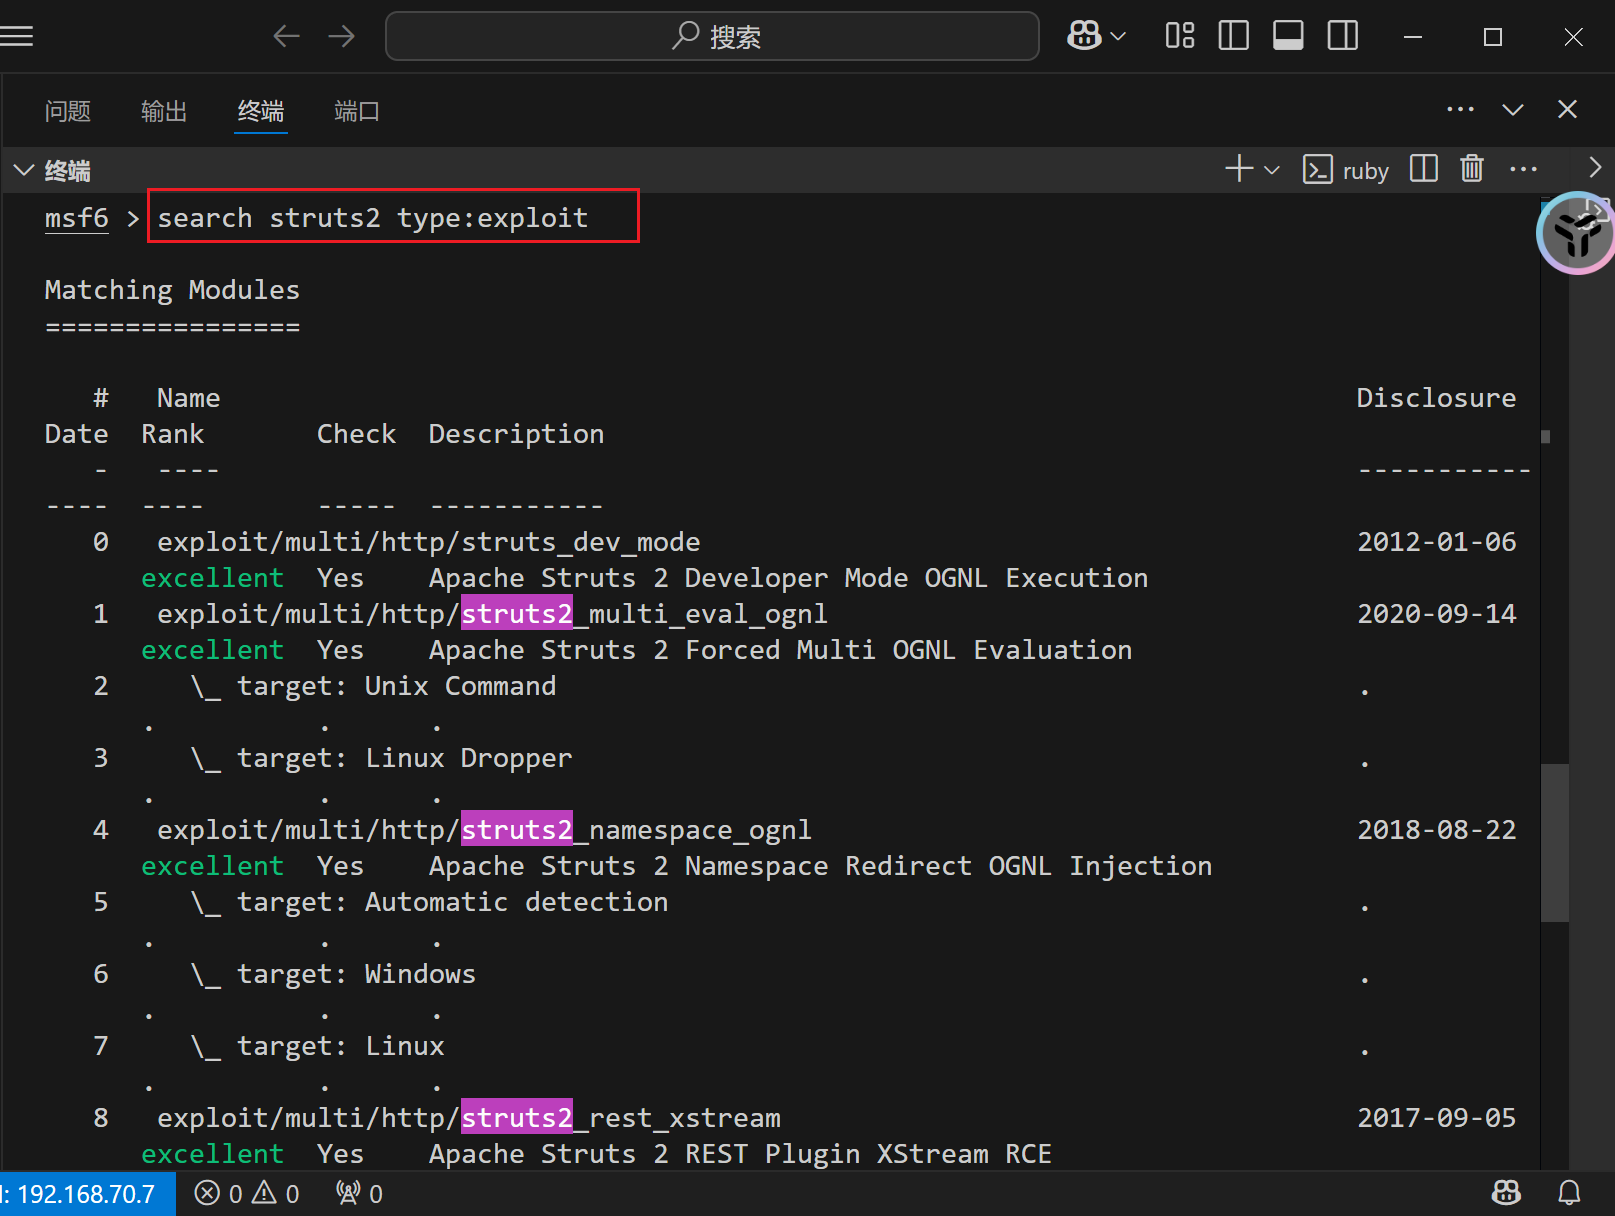 搜索
问题 输出 终端 端口
终端 ruby
msf6 > search struts2 type:exploit
Matching Modules
================
#   Name   Disclosure
Date  Rank       Check  Description
-   ----   -----------
----  ----       -----  -----------
0   exploit/multi/http/struts_dev_mode   2012-01-06
excellent  Yes    Apache Struts 2 Developer Mode OGNL Execution
1   exploit/multi/http/struts2_multi_eval_ognl   2020-09-14
excellent  Yes    Apache Struts 2 Forced Multi OGNL Evaluation
2     \_ target: Unix Command   .
.          .      .
3     \_ target: Linux Dropper   .
.          .      .
4   exploit/multi/http/struts2_namespace_ognl   2018-08-22
excellent  Yes    Apache Struts 2 Namespace Redirect OGNL Injection
5     \_ target: Automatic detection   .
.          .      .
6     \_ target: Windows   .
.          .      .
7     \_ target: Linux   .
.          .      .
8   exploit/multi/http/struts2_rest_xstream   2017-09-05
excellent  Yes    Apache Struts 2 REST Plugin XStream RCE
: 192.168.70.7 0 0 0